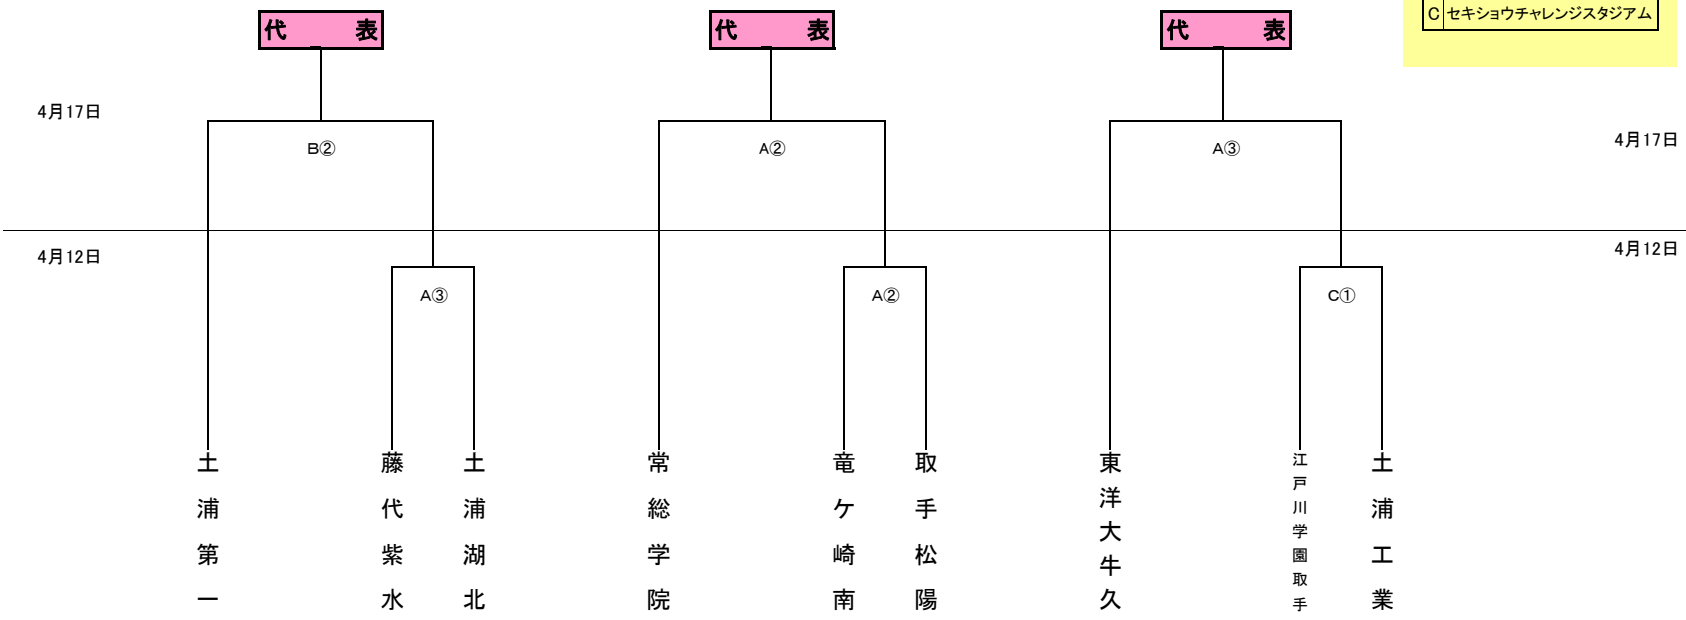 C セキショウチャレンジスタジアム
代 表
代 表
代 表
4月17日
B②
A②
A③
4月17日
4月12日
4月12日
A③
A②
C①
土浦第一
藤代紫水
土浦湖北
常総学院
竜ケ崎南
取手松陽
東洋大牛久
江戸川学園取手
土浦工業